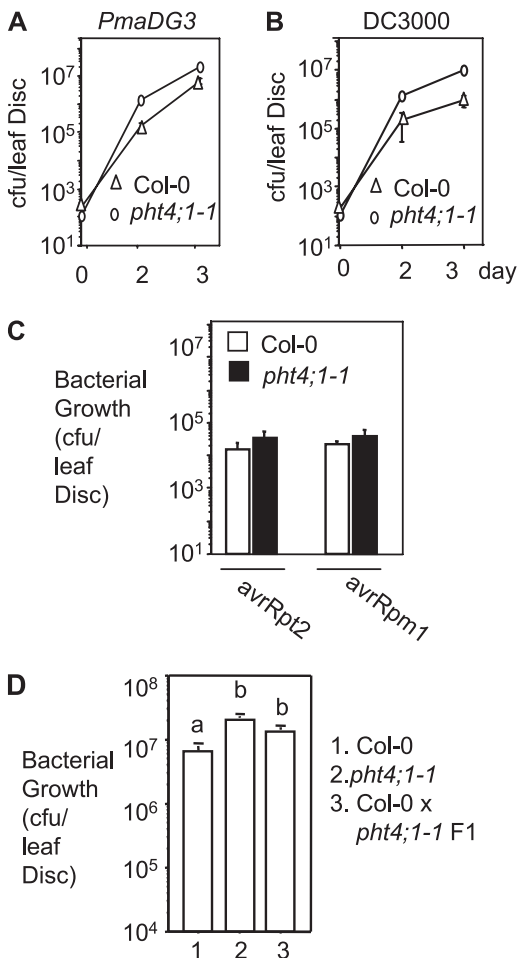 A
PmaDG3
cfu/leaf Disc
10^7
10^5
10^3
10^1
Col-0
pht4;1-1
0 2 3
B
DC3000
cfu/leaf Disc
10^7
10^5
10^3
10^1
Col-0
pht4;1-1
0 2 3 day
C
Bacterial
Growth
(cfu/
leaf
Disc)
10^7
10^5
10^3
10^1
Col-0
pht4;1-1
avrRpt2
avrRpm1
D
Bacterial
Growth
(cfu/
leaf
Disc)
10^8
10^7
10^6
10^5
10^4
a
b
b
1 2 3
1. Col-0
2.pht4;1-1
3. Col-0 x
pht4;1-1 F1